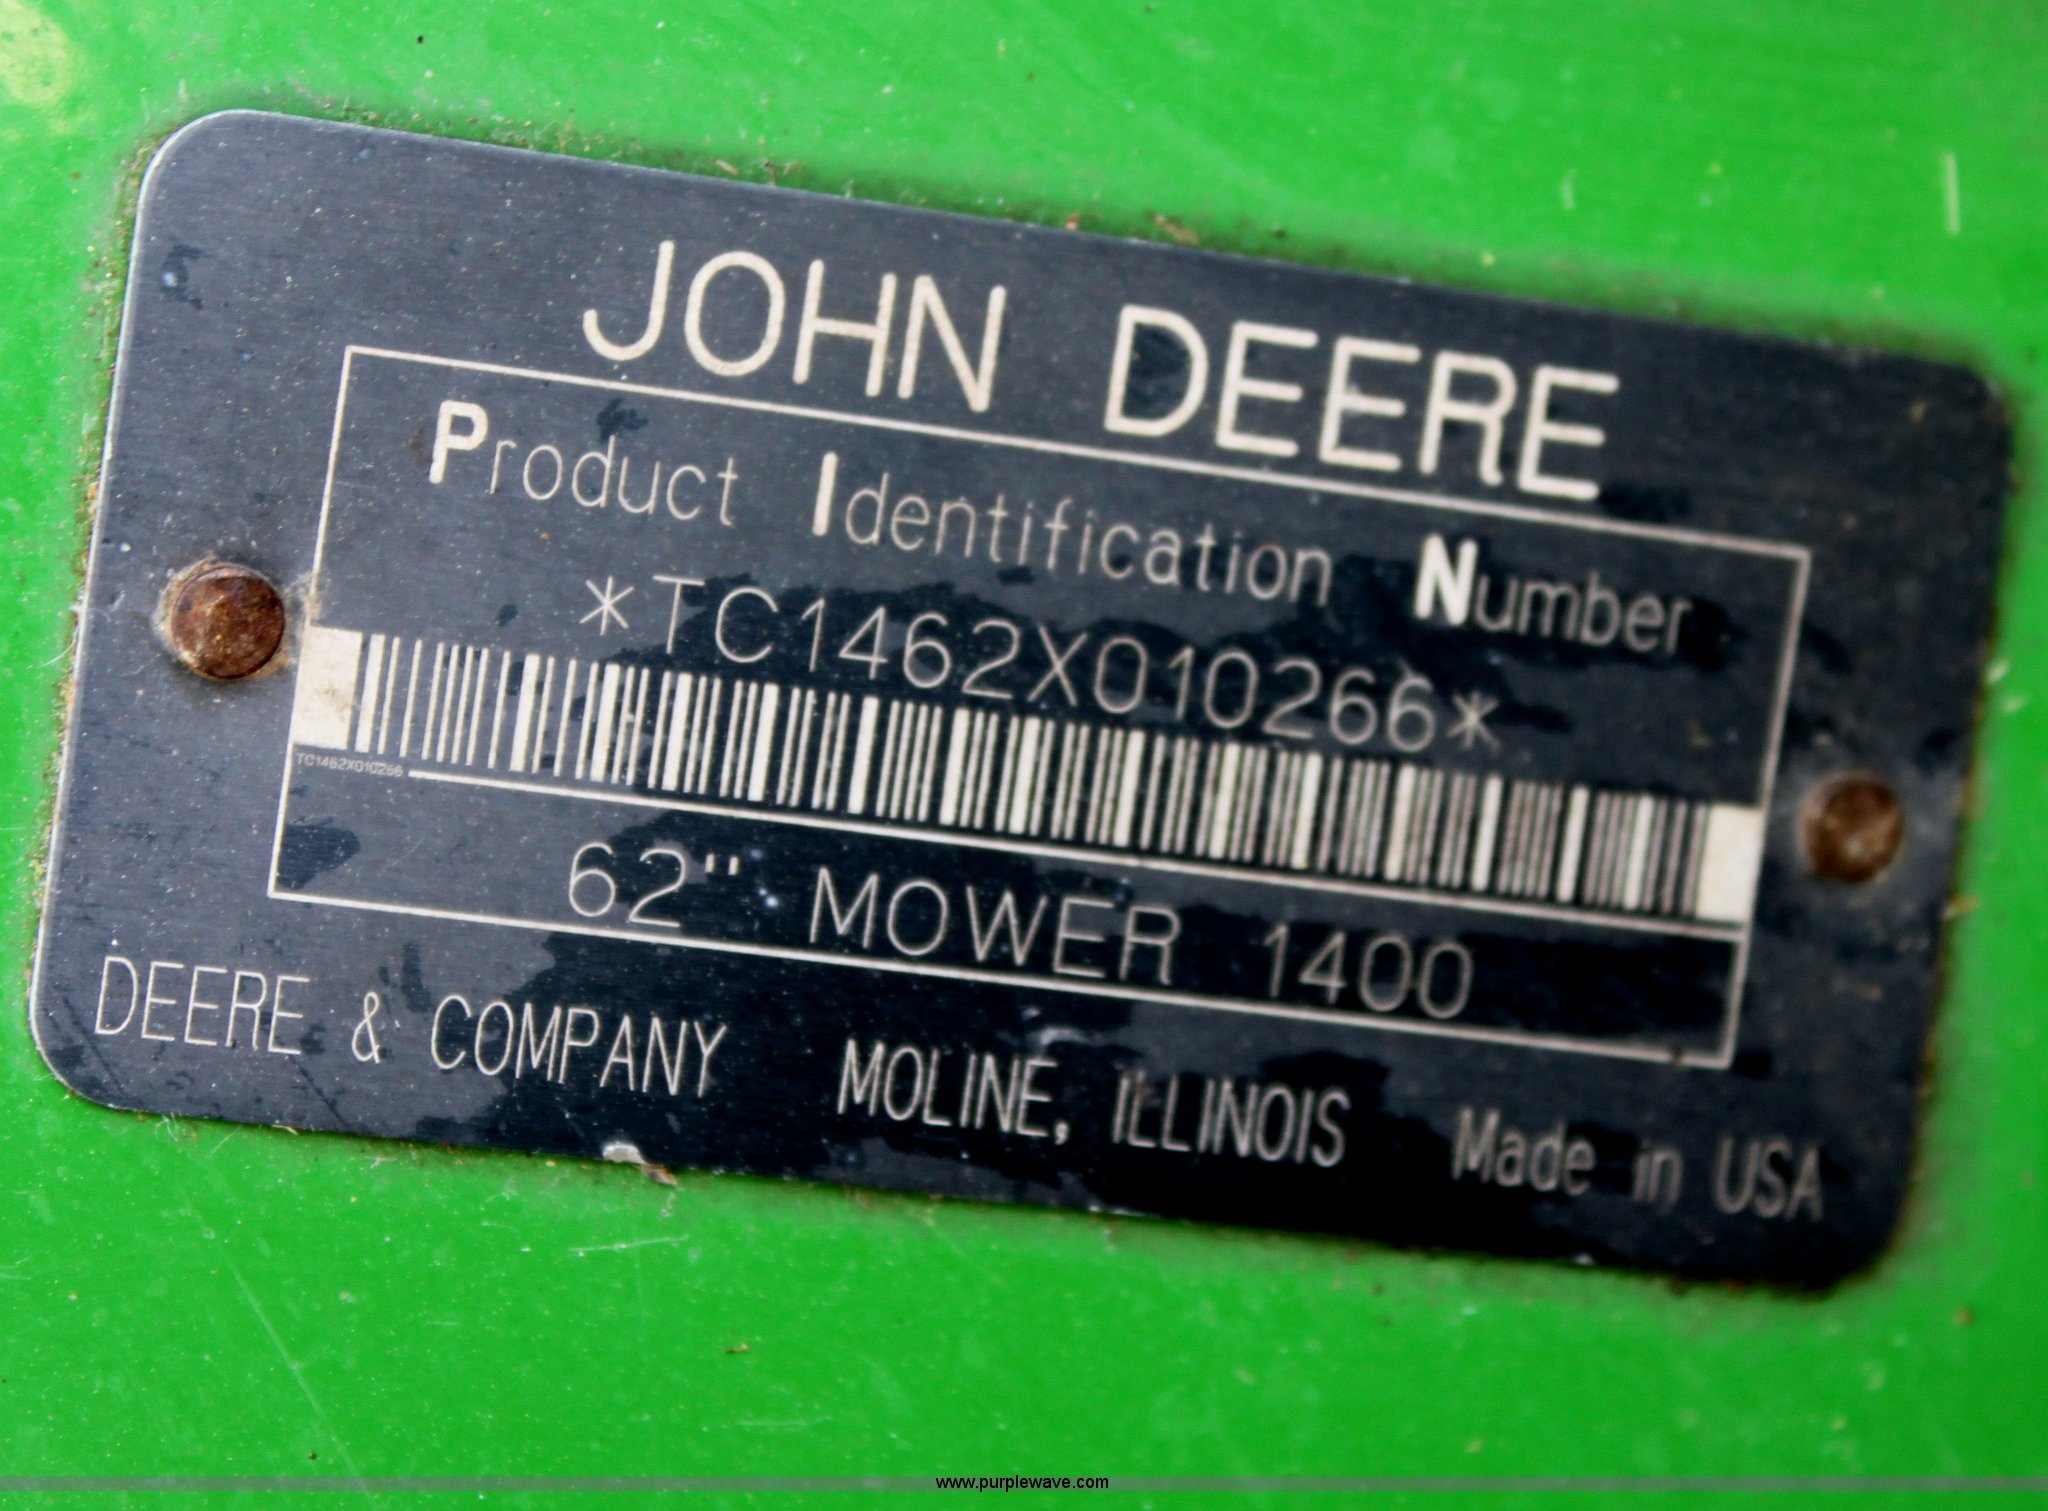 JOHN DEERE
Product Identification Number
*TC1462X010266*
TC1462X010266
62" MOWER 1400
DEERE & COMPANY MOLINE, ILLINOIS Made in USA
www.purplewave.com